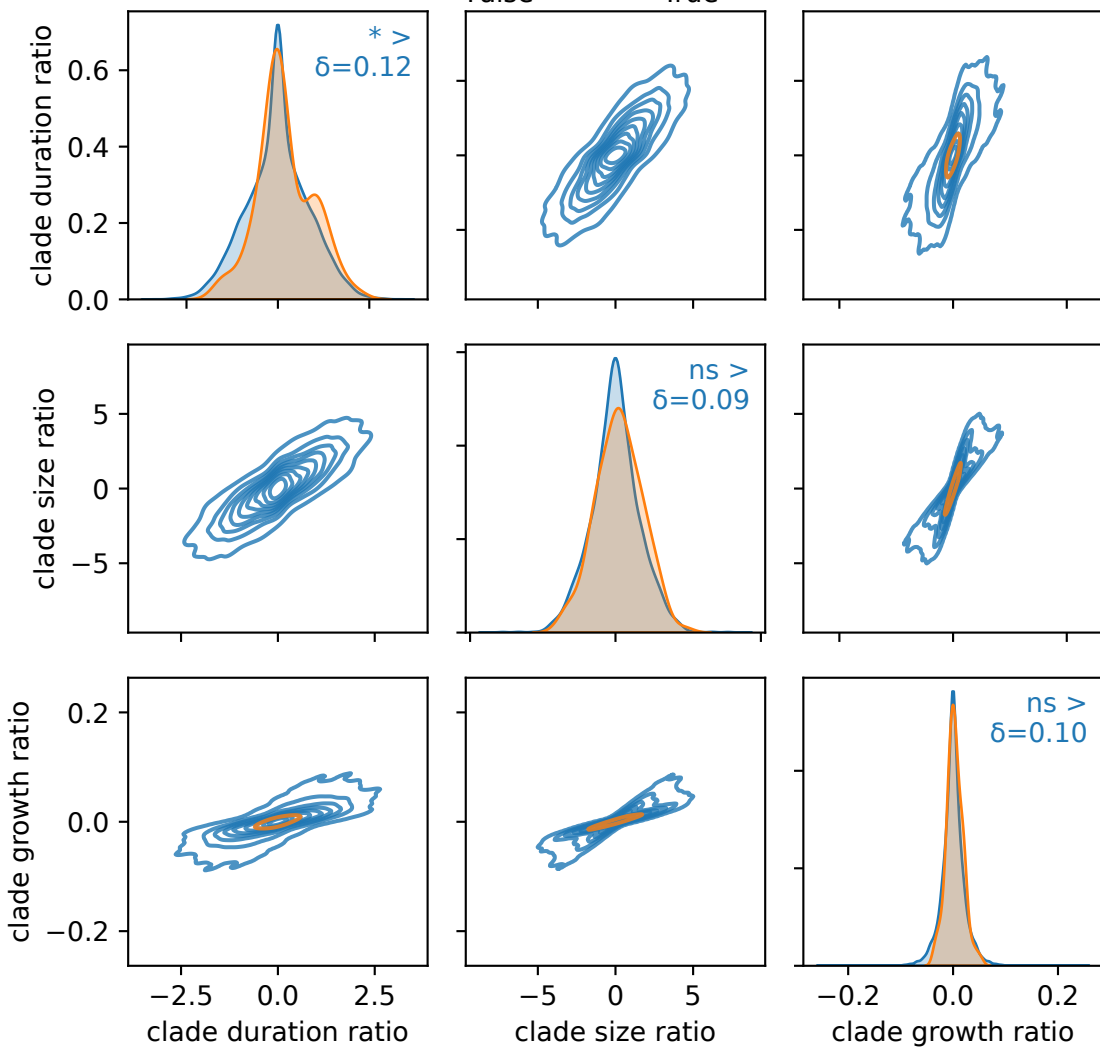 clade duration ratio
0.6
0.4
0.2
0.0
* >
δ=0.12
clade size ratio
5
0
−5
ns >
δ=0.09
clade growth ratio
0.2
0.0
−0.2
ns >
δ=0.10
−2.5 0.0 2.5
clade duration ratio
−5 0 5
clade size ratio
−0.2 0.0 0.2
clade growth ratio